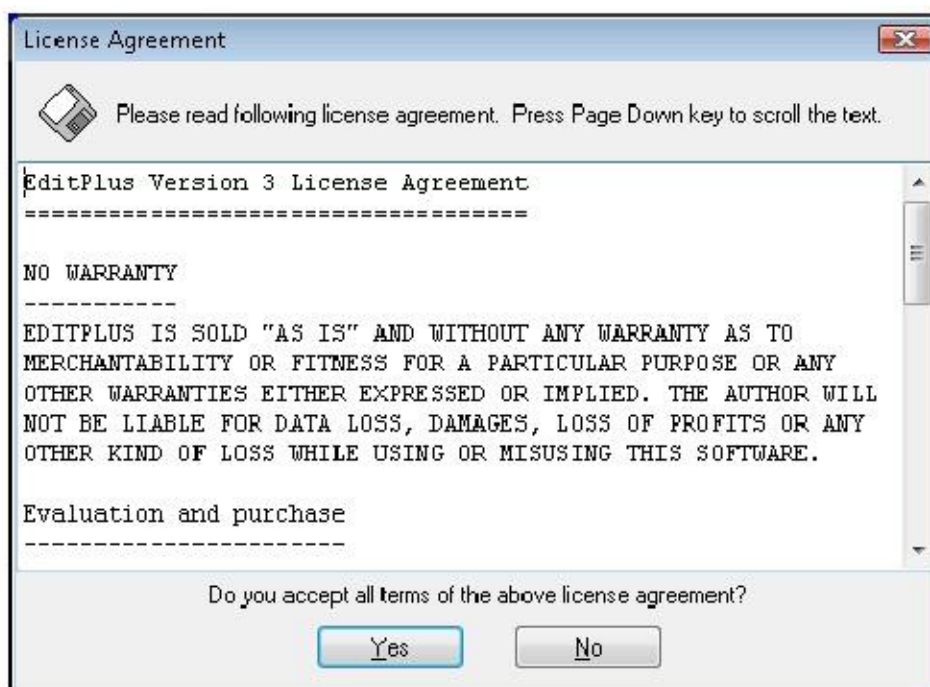 License Agreement
Please read following license agreement. Press Page Down key to scroll the text.
EditPlus Version 3 License Agreement
====================================
NO WARRANTY
-----------
EDITPLUS IS SOLD "AS IS" AND WITHOUT ANY WARRANTY AS TO
MERCHANTABILITY OR FITNESS FOR A PARTICULAR PURPOSE OR ANY
OTHER WARRANTIES EITHER EXPRESSED OR IMPLIED. THE AUTHOR WILL
NOT BE LIABLE FOR DATA LOSS, DAMAGES, LOSS OF PROFITS OR ANY
OTHER KIND OF LOSS WHILE USING OR MISUSING THIS SOFTWARE.
Evaluation and purchase
-----------------------
Do you accept all terms of the above license agreement?
Yes
No